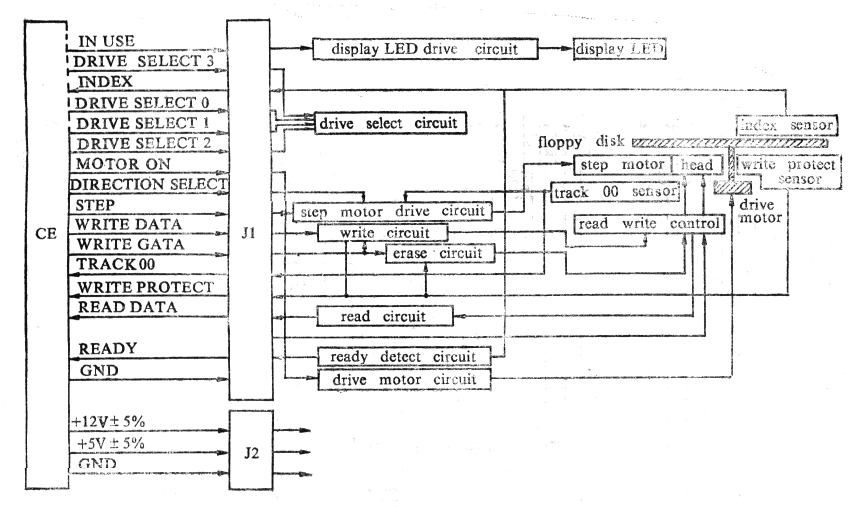 IN USE
DRIVE SELECT 3
INDEX
DRIVE SELECT 0
DRIVE SELECT 1
DRIVE SELECT 2
MOTOR ON
DIRECTION SELECT
STEP
WRITE DATA
WRITE GATA
TRACK00
WRITE PROTECT
READ DATA
READY
GND
+12V ± 5%
+5V ± 5%
GND
CE
J1
J2
display LED drive circuit
display LED
drive select circuit
index sensor
floppy disk
step motor
head
write protect
sensor
track 00 sensor
drive
motor
step motor drive circuit
write circuit
read write control
erase circuit
read circuit
ready detect circuit
drive motor circuit